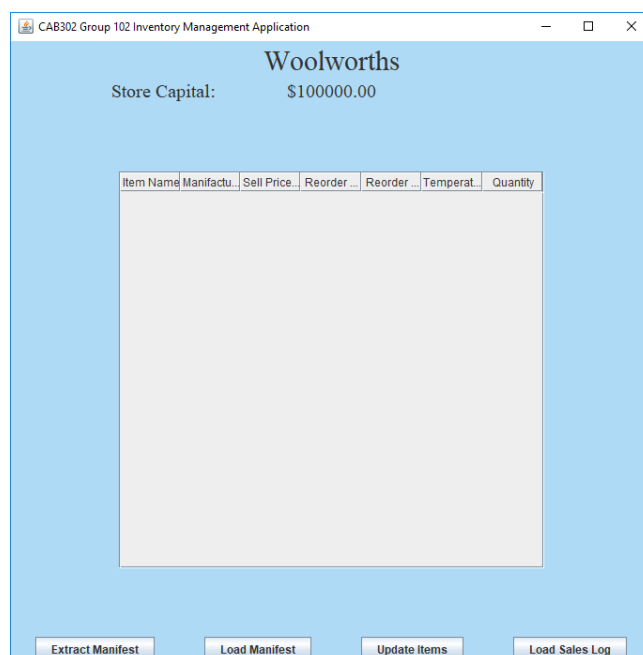 CAB302 Group 102 Inventory Management Application
Woolworths
Store Capital: $100000.00
Item Name Manifactu... Sell Price... Reorder ... Reorder ... Temperat... Quantity
Extract Manifest Load Manifest Update Items Load Sales Log